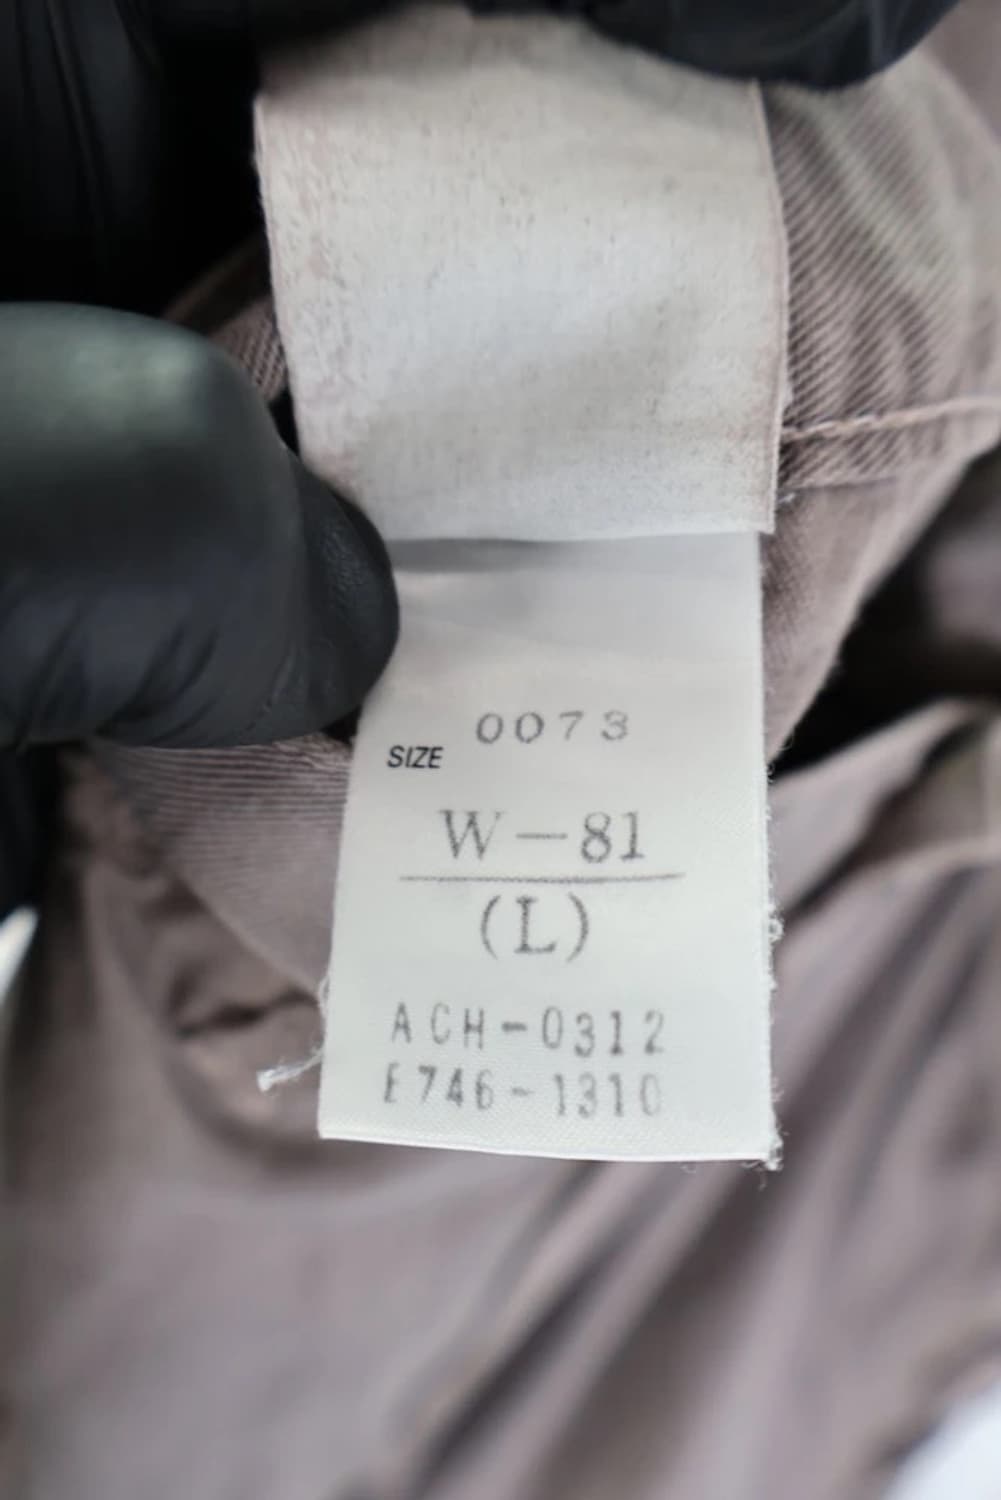 0073
SIZE
W—81
(L)
ACH-0312
E746-1310